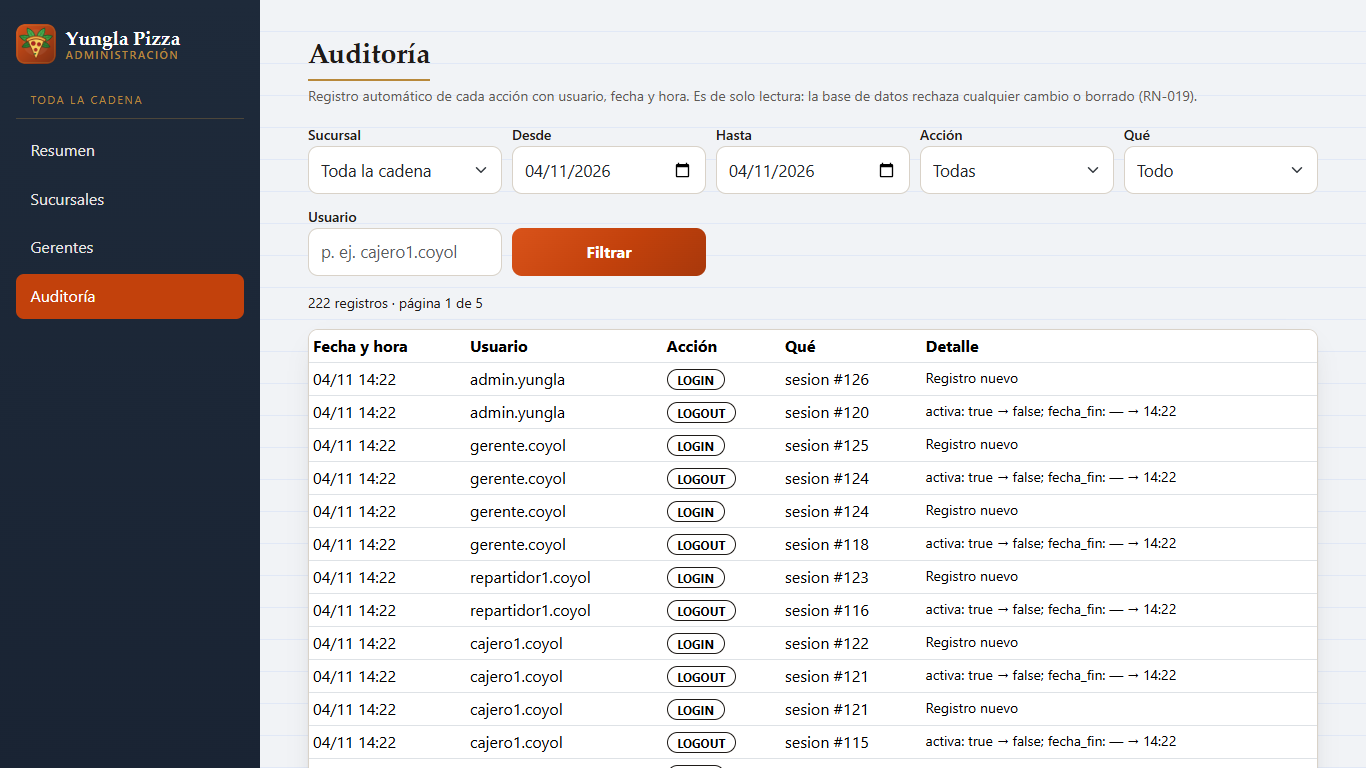 Yungla Pizza
ADMINISTRACIÓN
TODA LA CADENA
Resumen
Sucursales
Gerentes
Auditoría
Auditoría
Registro automático de cada acción con usuario, fecha y hora. Es de solo lectura: la base de datos rechaza cualquier cambio o borrado (RN-019).
Sucursal Desde Hasta Acción Qué
Toda la cadena 04/11/2026 04/11/2026 Todas Todo
Usuario
p. ej. cajero1.coyol Filtrar
222 registros · página 1 de 5
Fecha y hora Usuario Acción Qué Detalle
04/11 14:22 admin.yungla LOGIN sesion #126 Registro nuevo
04/11 14:22 admin.yungla LOGOUT sesion #120 activa: true → false; fecha_fin: — → 14:22
04/11 14:22 gerente.coyol LOGIN sesion #125 Registro nuevo
04/11 14:22 gerente.coyol LOGOUT sesion #124 activa: true → false; fecha_fin: — → 14:22
04/11 14:22 gerente.coyol LOGIN sesion #124 Registro nuevo
04/11 14:22 gerente.coyol LOGOUT sesion #118 activa: true → false; fecha_fin: — → 14:22
04/11 14:22 repartidor1.coyol LOGIN sesion #123 Registro nuevo
04/11 14:22 repartidor1.coyol LOGOUT sesion #116 activa: true → false; fecha_fin: — → 14:22
04/11 14:22 cajero1.coyol LOGIN sesion #122 Registro nuevo
04/11 14:22 cajero1.coyol LOGOUT sesion #121 activa: true → false; fecha_fin: — → 14:22
04/11 14:22 cajero1.coyol LOGIN sesion #121 Registro nuevo
04/11 14:22 cajero1.coyol LOGOUT sesion #115 activa: true → false; fecha_fin: — → 14:22